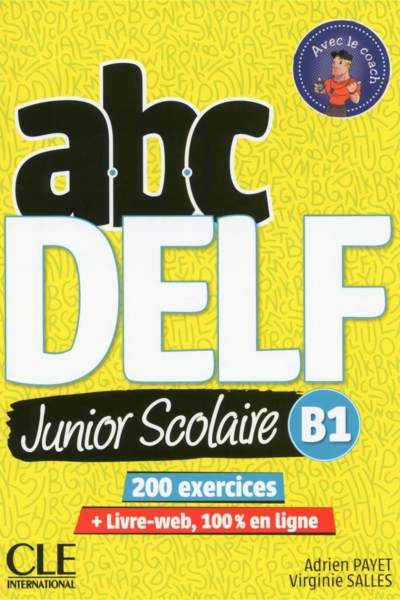 Avec le coach
a.b.c
DELF
Junior Scolaire
B1
200 exercices
+ Livre-web, 100 % en ligne
CLE
INTERNATIONAL
Adrien PAYET
Virginie SALLES